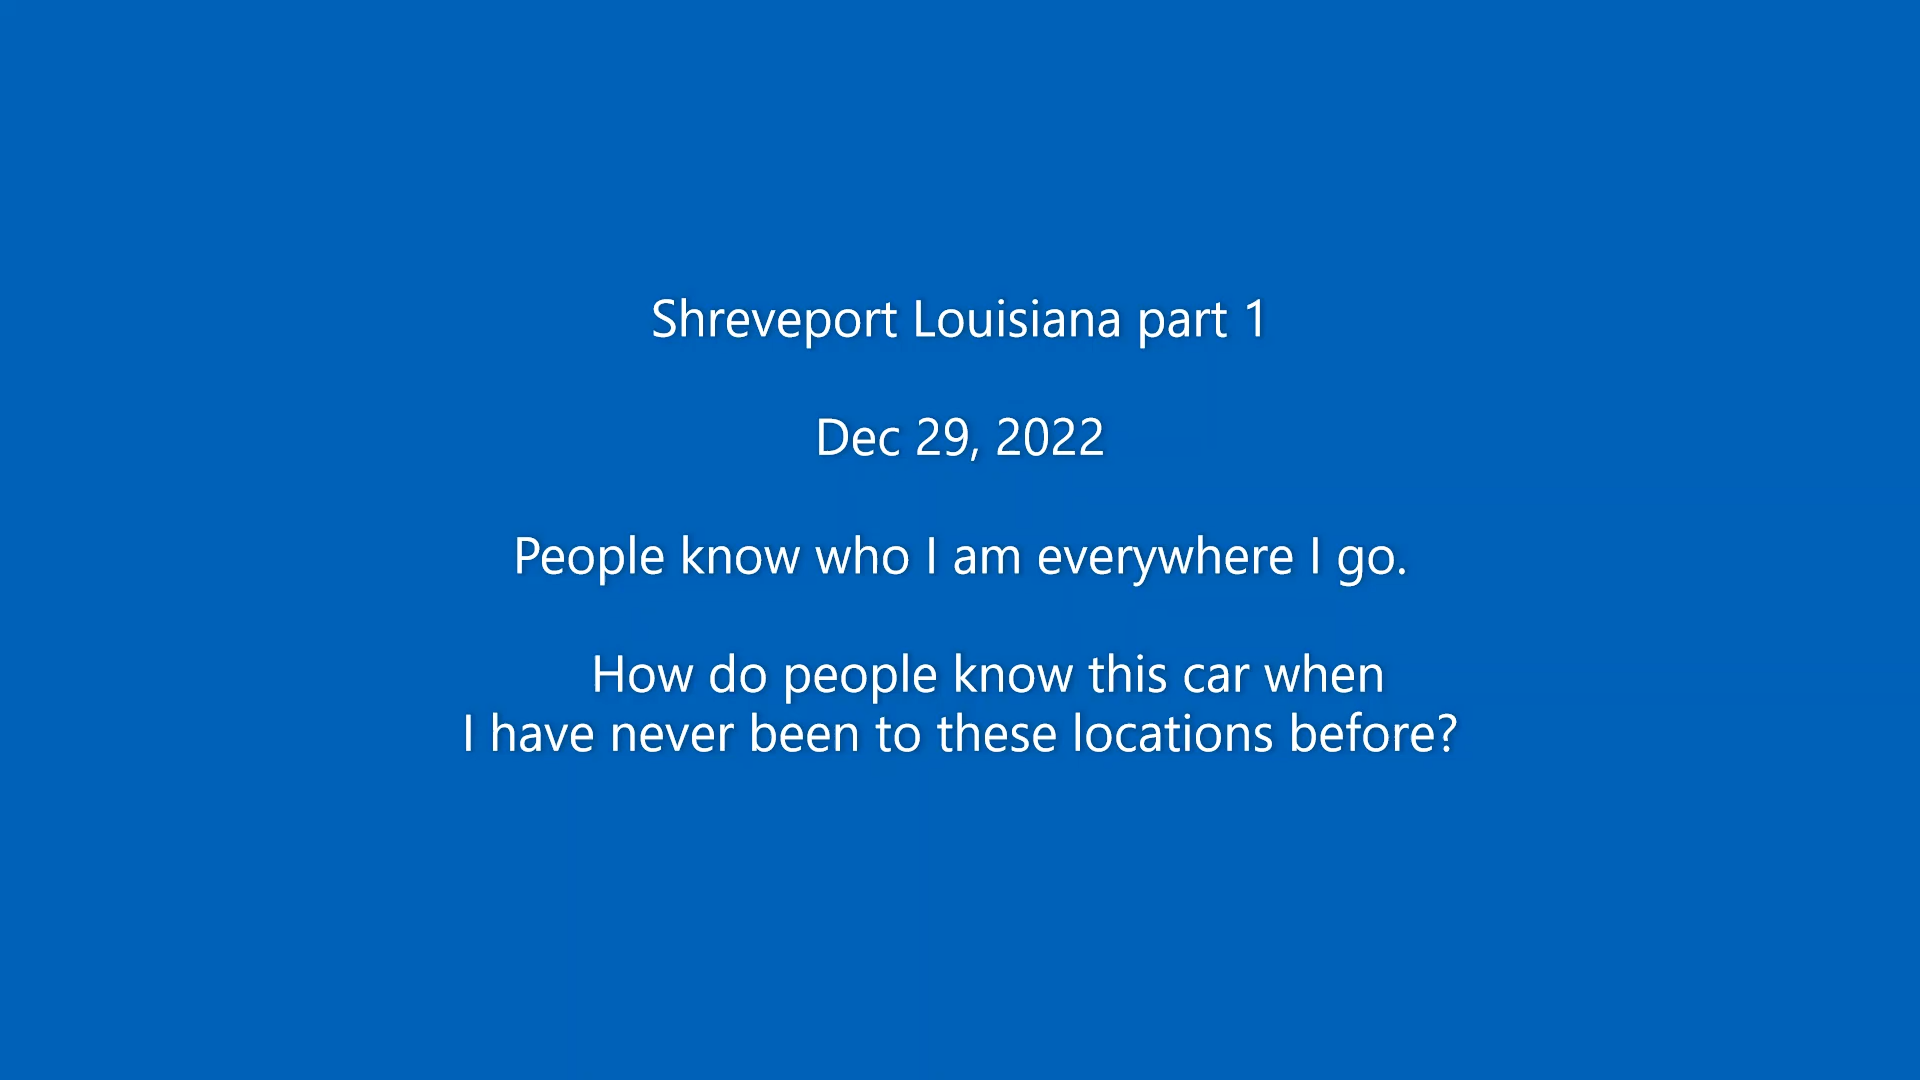 Shreveport Louisiana part 1
Dec 29, 2022
People know who I am everywhere I go.
How do people know this car when
I have never been to these locations before?